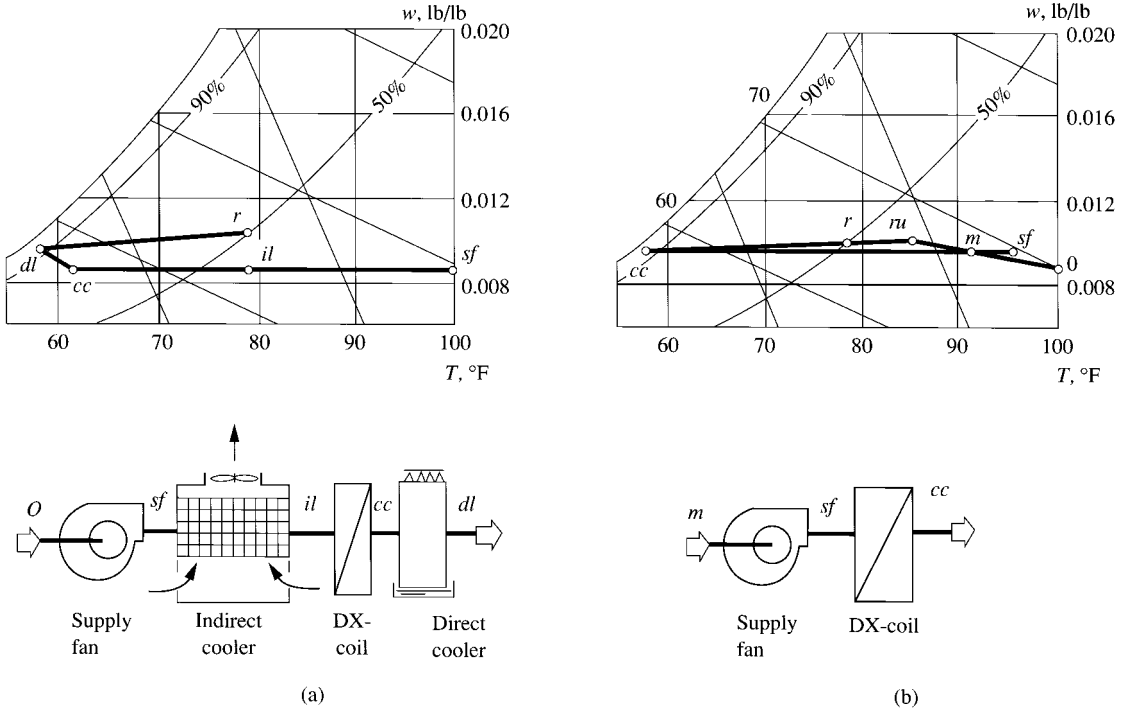 w, lb/lb
0.020
90%
50%
0.016
0.012
r
il
sf
dl
cc
0.008
60
70
80
90
100
T, °F
w, lb/lb
0.020
70
90%
50%
0.016
60
0.012
r
ru
m
sf
cc
0
0.008
60
70
80
90
100
T, °F
O
sf
il
cc
dl
Supply
fan
Indirect
cooler
DX-
coil
Direct
cooler
(a)
m
sf
cc
Supply
fan
DX-coil
(b)